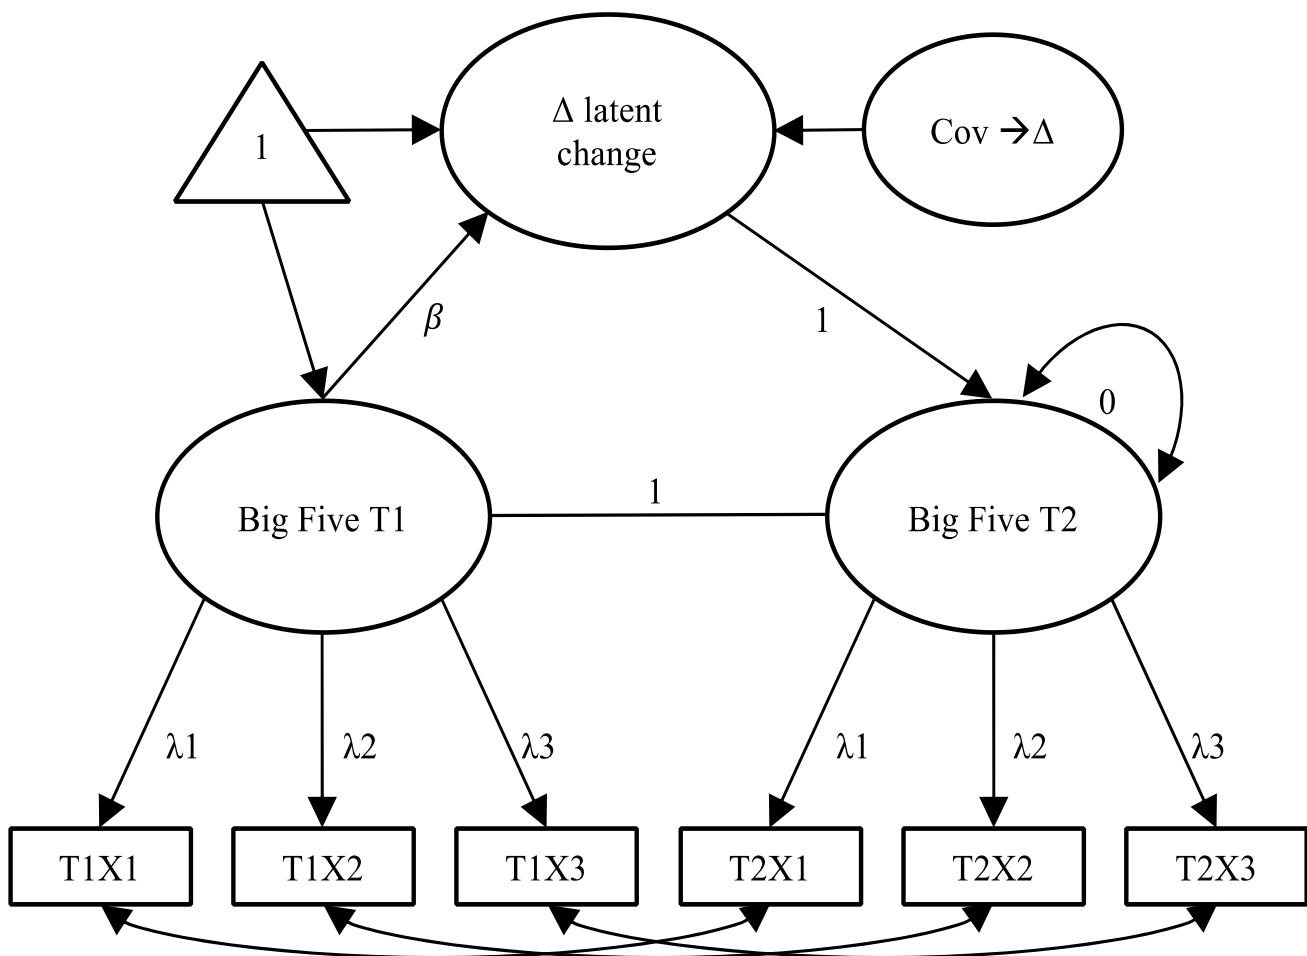 Δ latent
change
1
Cov →Δ
β
1
0
1
Big Five T1
Big Five T2
λ1
λ2
λ3
λ1
λ2
λ3
T1X1
T1X2
T1X3
T2X1
T2X2
T2X3